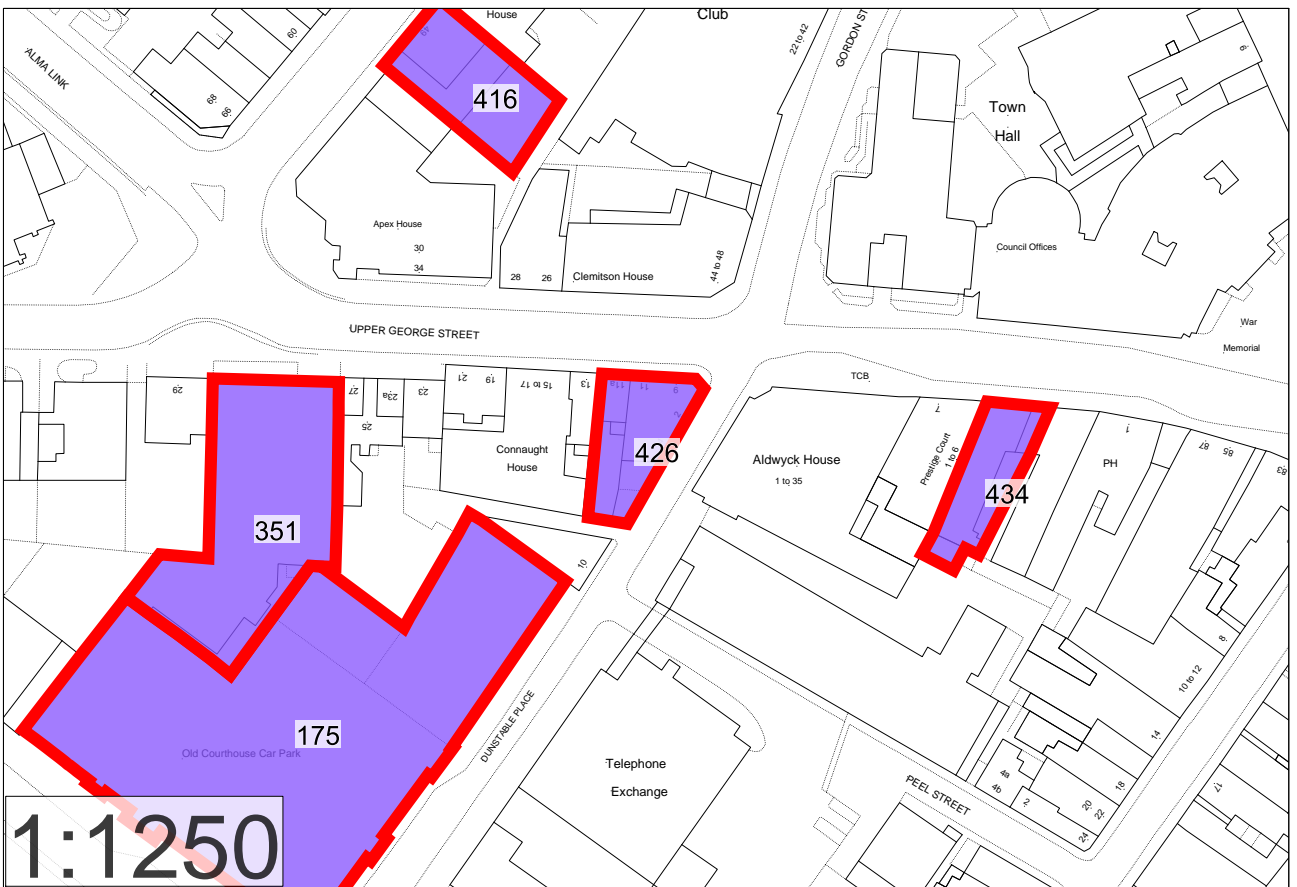 House
Club
60
49
22 to 42
GORDON ST
ALMA LINK
68
66
416
Town
Hall
Apex House
30
34
28
26
Clemitson House
44 to 48
Council Offices
War
Memorial
UPPER GEORGE STREET
TCB
29
27
23a
23
25
21
19
15 to 17
13
11a
11
9
2
7
1
87
85
83
Connaught
House
426
Aldwyck House
1 to 35
Prestige Court
1 to 6
434
PH
351
10
8
10 to 12
175
Old Courthouse Car Park
DUNSTABLE PLACE
Telephone
Exchange
14
PEEL STREET
4a
4b
2
18
20
22
24
17
1:1250